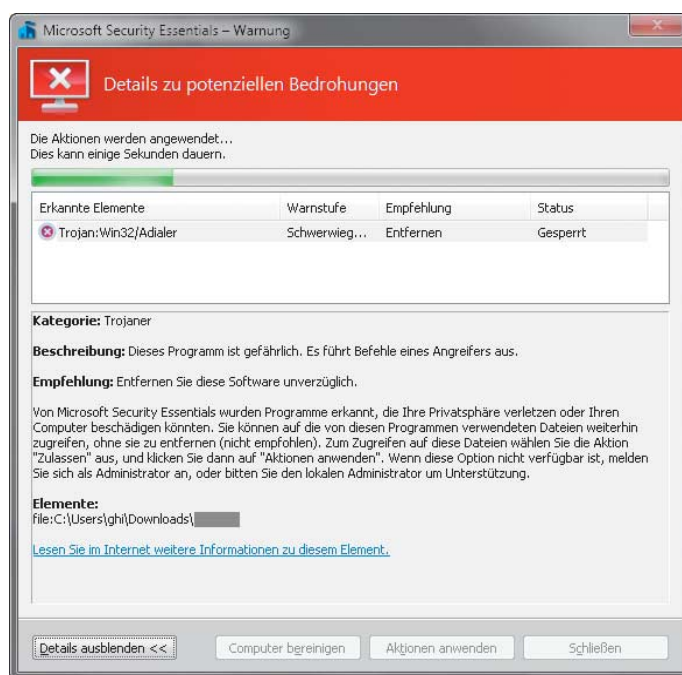 Microsoft Security Essentials – Warnung
Details zu potenziellen Bedrohungen
Die Aktionen werden angewendet...
Dies kann einige Sekunden dauern.
Erkannte Elemente Warnstufe Empfehlung Status
Trojan:Win32/Adialer Schwerwieg... Entfernen Gesperrt
Kategorie: Trojaner
Beschreibung: Dieses Programm ist gefährlich. Es führt Befehle eines Angreifers aus.
Empfehlung: Entfernen Sie diese Software unverzüglich.
Von Microsoft Security Essentials wurden Programme erkannt, die Ihre Privatsphäre verletzen oder Ihren
Computer beschädigen könnten. Sie können auf die von diesen Programmen verwendeten Dateien weiterhin
zugreifen, ohne sie zu entfernen (nicht empfohlen). Zum Zugreifen auf diese Dateien wählen Sie die Aktion
"Zulassen" aus, und klicken Sie dann auf "Aktionen anwenden". Wenn diese Option nicht verfügbar ist, melden
Sie sich als Administrator an, oder bitten Sie den lokalen Administrator um Unterstützung.
Elemente:
file:C:\Users\ghi\Downloads\
Lesen Sie im Internet weitere Informationen zu diesem Element.
Details ausblenden << Computer bereinigen Aktionen anwenden Schließen